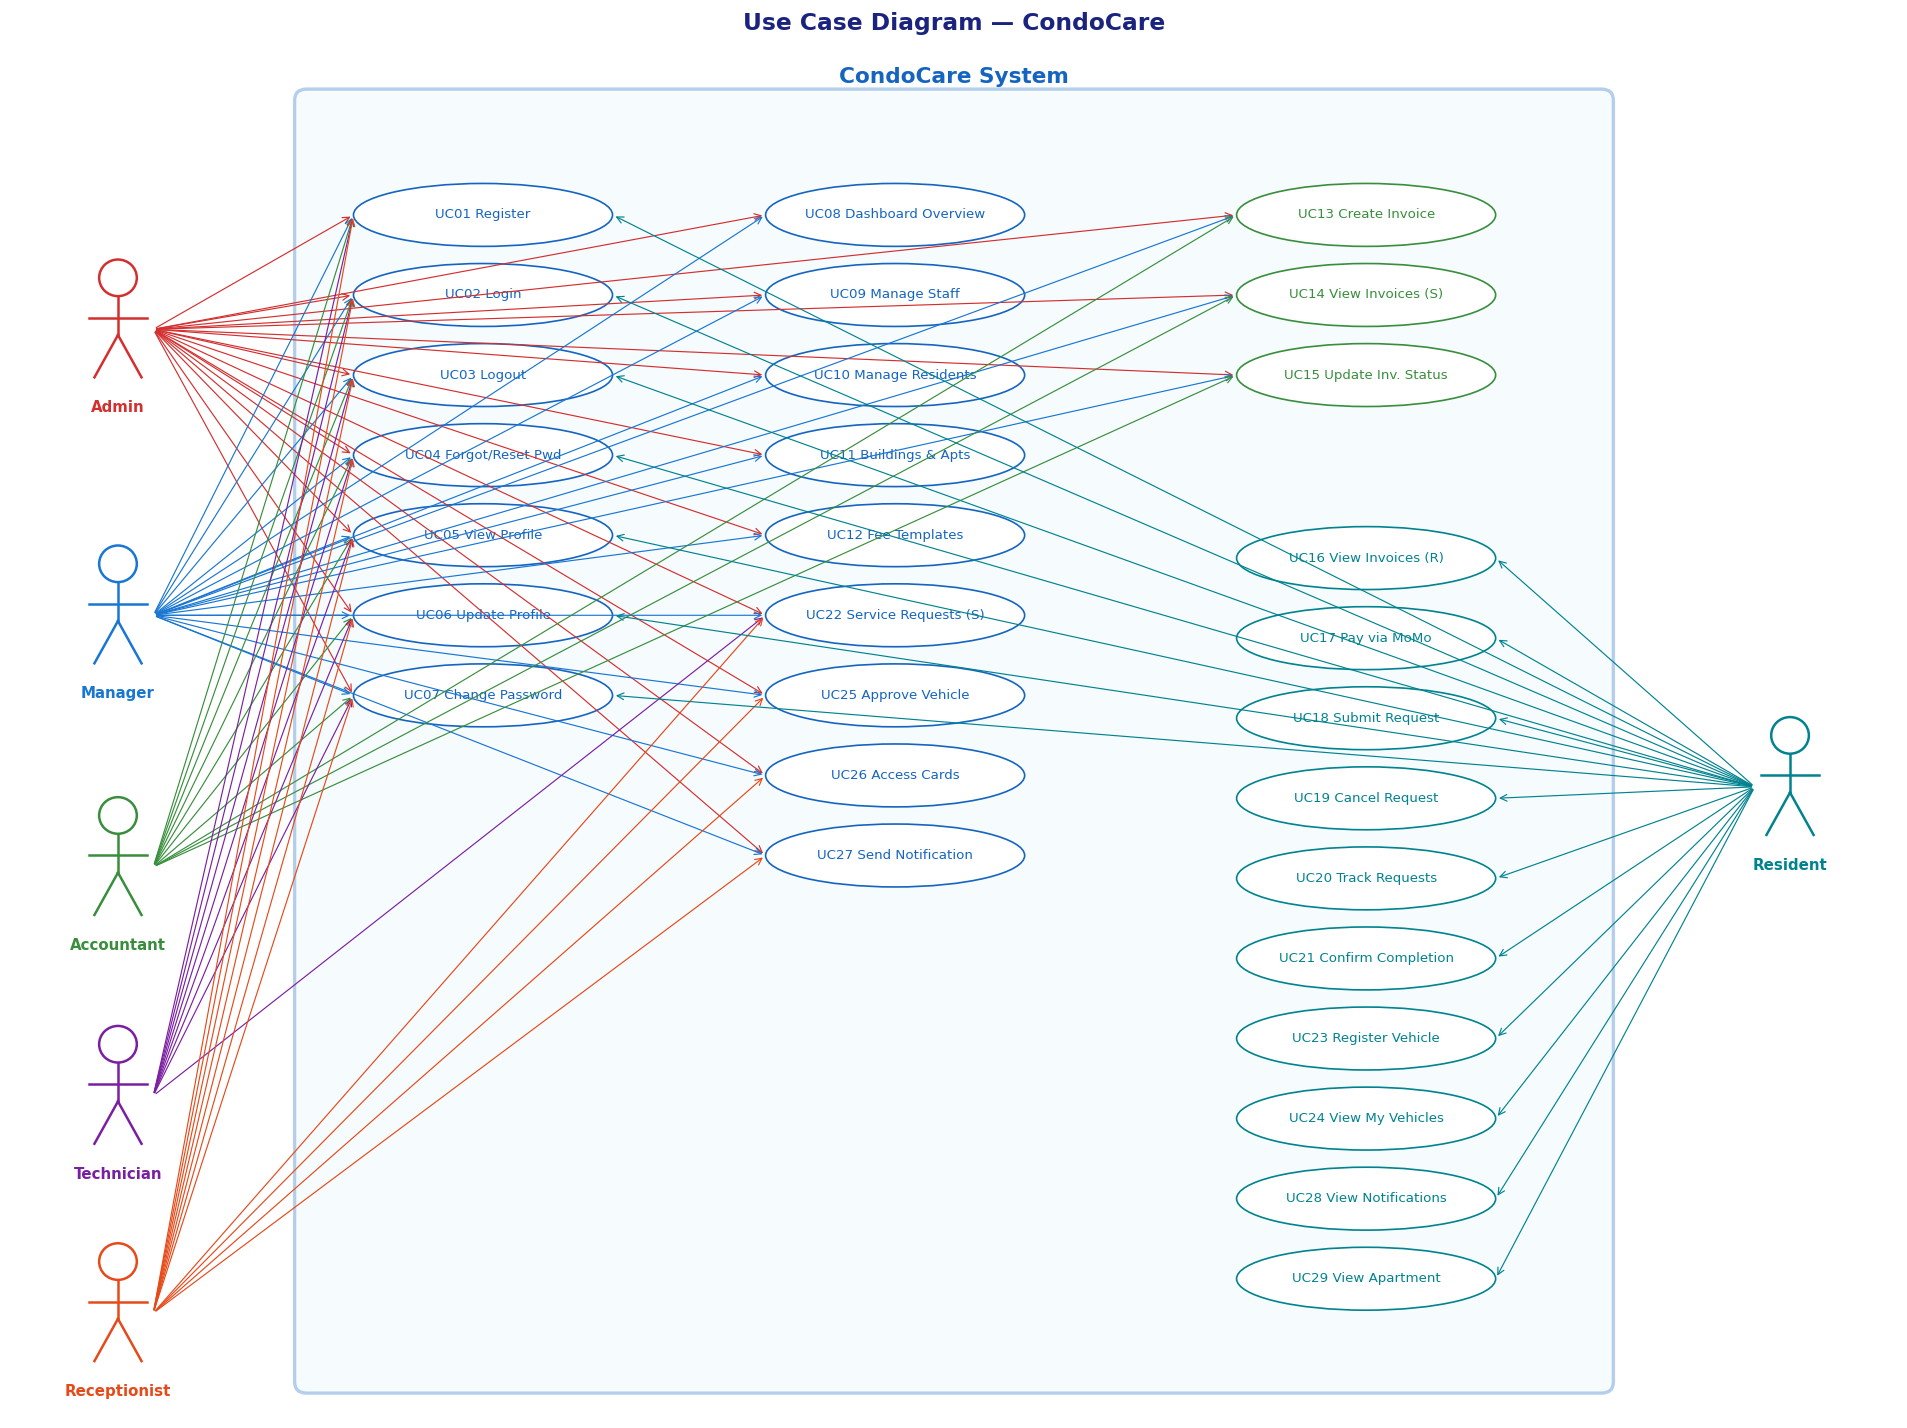 Use Case Diagram — CondoCare
CondoCare System
Admin
Manager
Accountant
Technician
Receptionist
UC01 Register
UC02 Login
UC03 Logout
UC04 Forgot/Reset Pwd
UC05 View Profile
UC06 Update Profile
UC07 Change Password
UC08 Dashboard Overview
UC09 Manage Staff
UC10 Manage Residents
UC11 Buildings & Apts
UC12 Fee Templates
UC22 Service Requests (S)
UC25 Approve Vehicle
UC26 Access Cards
UC27 Send Notification
UC13 Create Invoice
UC14 View Invoices (S)
UC15 Update Inv. Status
UC16 View Invoices (R)
UC17 Pay via MoMo
UC18 Submit Request
UC19 Cancel Request
UC20 Track Requests
UC21 Confirm Completion
UC23 Register Vehicle
UC24 View My Vehicles
UC28 View Notifications
UC29 View Apartment
Resident